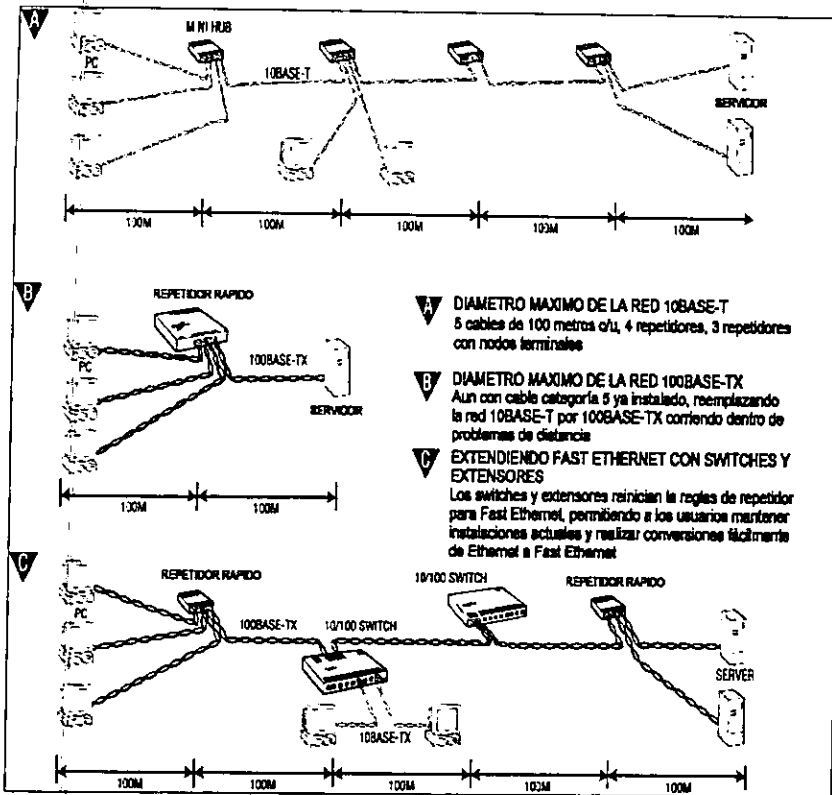 A
MINI HUB
PC
10BASE-T
SERVICOR
100M 100M 100M 100M 100M
B
REPETIDOR RAPIDO
PC
100BASE-TX
SERVICOR
100M 100M
A DIAMETRO MAXIMO DE LA RED 10BASE-T
5 cables de 100 metros c/u, 4 repetidores, 3 repetidores
con nodos terminales
B DIAMETRO MAXIMO DE LA RED 100BASE-TX
Aun con cable categoría 5 ya instalado, reemplazando
la red 10BASE-T por 100BASE-TX corriendo dentro de
problemas de distancia
C EXTENDIENDO FAST ETHERNET CON SWITCHES Y
EXTENSORES
Los switches y extensores reinician la reglas de repetidor
para Fast Ethernet, permitiendo a los usuarios mantener
instalaciones actuales y realizar conversiones fácilmente
de Ethernet a Fast Ethernet
C
REPETIDOR RAPIDO
10/100 SWITCH
REPETIDOR RAPIDO
PC
100BASE-TX
10/100 SWITCH
SERVER
10BASE-TX
100M 100M 100M 100M 100M